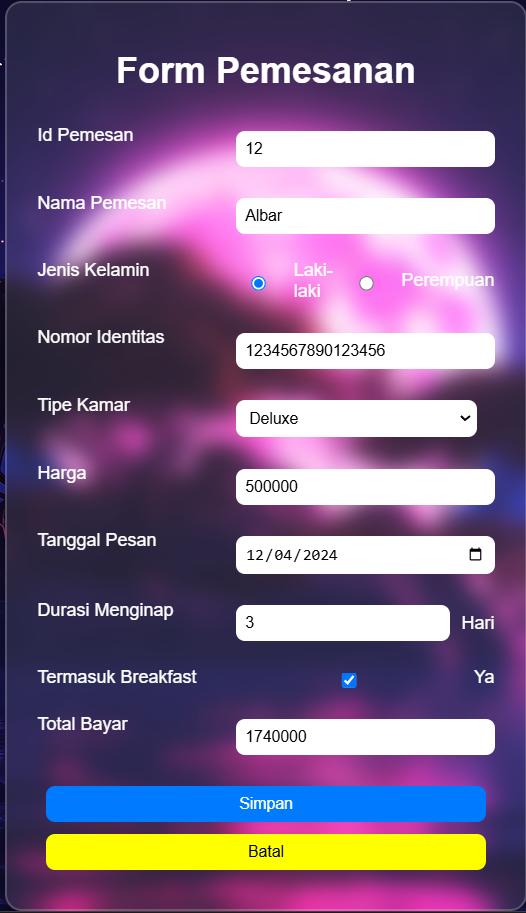 Form Pemesanan
Id Pemesan
12
Nama Pemesan
Albar
Jenis Kelamin
Laki-
laki
Perempuan
Nomor Identitas
1234567890123456
Tipe Kamar
Deluxe
Harga
500000
Tanggal Pesan
12/04/2024
Durasi Menginap
3
Hari
Termasuk Breakfast
Ya
Total Bayar
1740000
Simpan
Batal